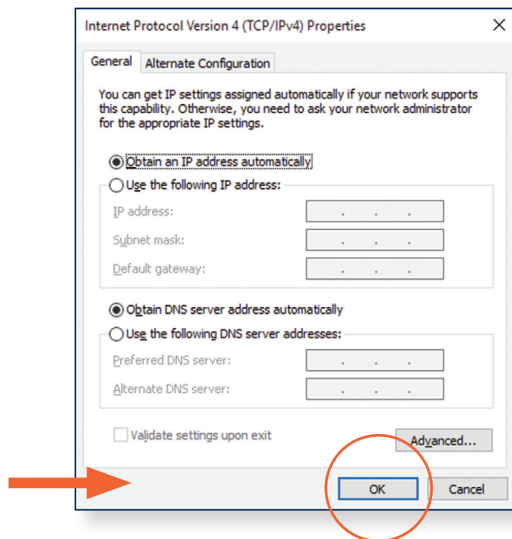 Internet Protocol Version 4 (TCP/IPv4) Properties
General
Alternate Configuration
You can get IP settings assigned automatically if your network supports
this capability. Otherwise, you need to ask your network administrator
for the appropriate IP settings.
Obtain an IP address automatically
Use the following IP address:
IP address:
Subnet mask:
Default gateway:
Obtain DNS server address automatically
Use the following DNS server addresses:
Preferred DNS server:
Alternate DNS server:
Validate settings upon exit
Advanced...
OK
Cancel